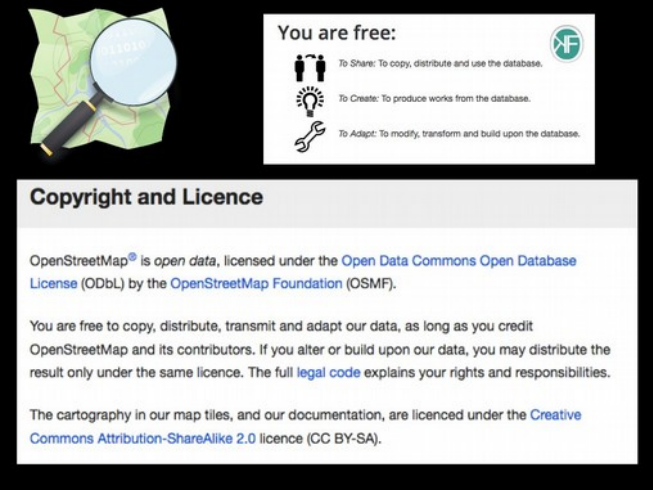 011010
You are free:
To Share: To copy, distribute and use the database.
To Create: To produce works from the database.
To Adapt: To modify, transform and build upon the database.
Copyright and Licence
OpenStreetMap® is open data, licensed under the Open Data Commons Open Database
License (ODbL) by the OpenStreetMap Foundation (OSMF).
You are free to copy, distribute, transmit and adapt our data, as long as you credit
OpenStreetMap and its contributors. If you alter or build upon our data, you may distribute the
result only under the same licence. The full legal code explains your rights and responsibilities.
The cartography in our map tiles, and our documentation, are licenced under the Creative
Commons Attribution-ShareAlike 2.0 licence (CC BY-SA).